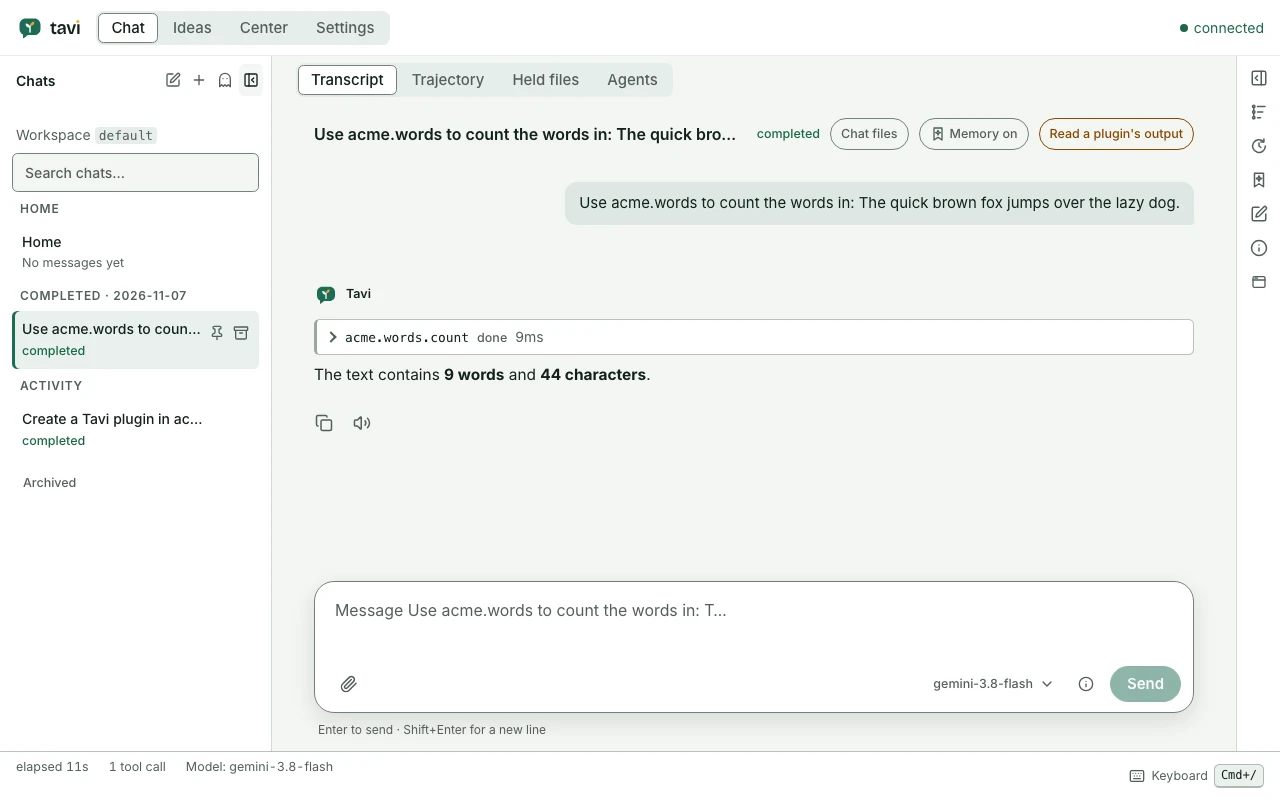 tavi
Chat Ideas Center Settings
connected
Chats
Workspace default
Search chats...
HOME
Home
No messages yet
COMPLETED · 2026-11-07
Use acme.words to coun...
completed
ACTIVITY
Create a Tavi plugin in ac...
completed
Archived
Transcript Trajectory Held files Agents
Use acme.words to count the words in: The quick bro... completed Chat files Memory on Read a plugin's output
Use acme.words to count the words in: The quick brown fox jumps over the lazy dog.
Tavi
acme.words.count done 9ms
The text contains 9 words and 44 characters.
Message Use acme.words to count the words in: T...
gemini-3.8-flash Send
Enter to send · Shift+Enter for a new line
elapsed 11s 1 tool call Model: gemini-3.8-flash
Keyboard Cmd+/